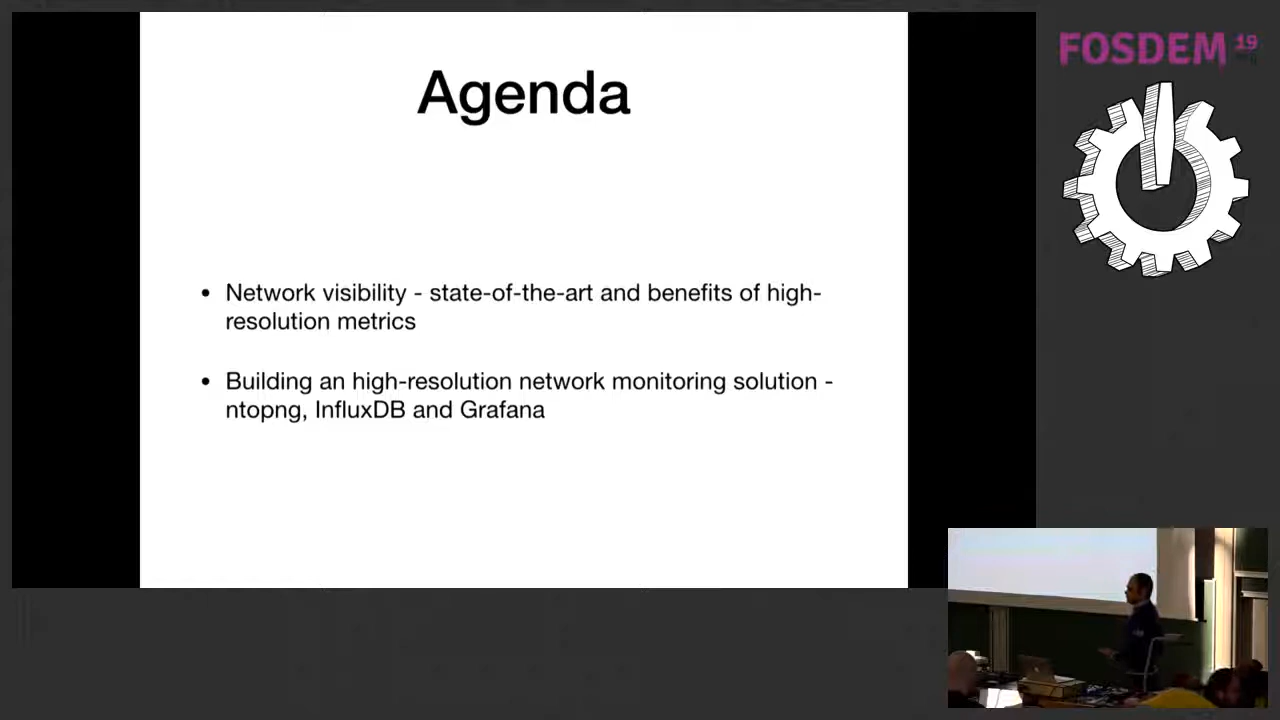 Agenda
FOSDEM 19
• Network visibility - state-of-the-art and benefits of high-
resolution metrics
• Building an high-resolution network monitoring solution -
ntopng, InfluxDB and Grafana